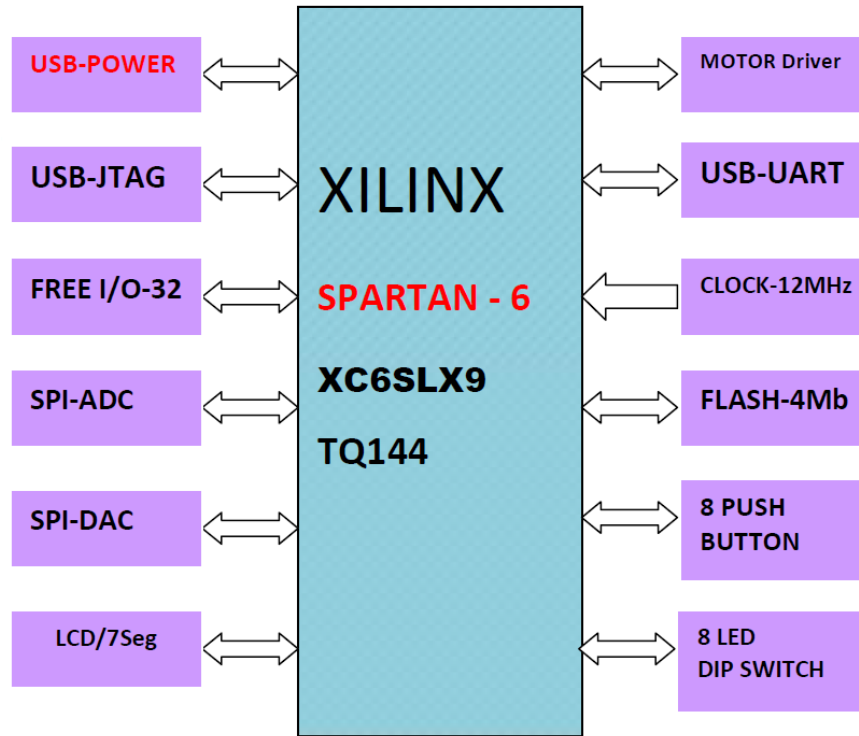 USB-POWER
USB-JTAG
FREE I/O-32
SPI-ADC
SPI-DAC
LCD/7Seg
XILINX
SPARTAN - 6
XC6SLX9
TQ144
MOTOR Driver
USB-UART
CLOCK-12MHz
FLASH-4Mb
8 PUSH
BUTTON
8 LED
DIP SWITCH